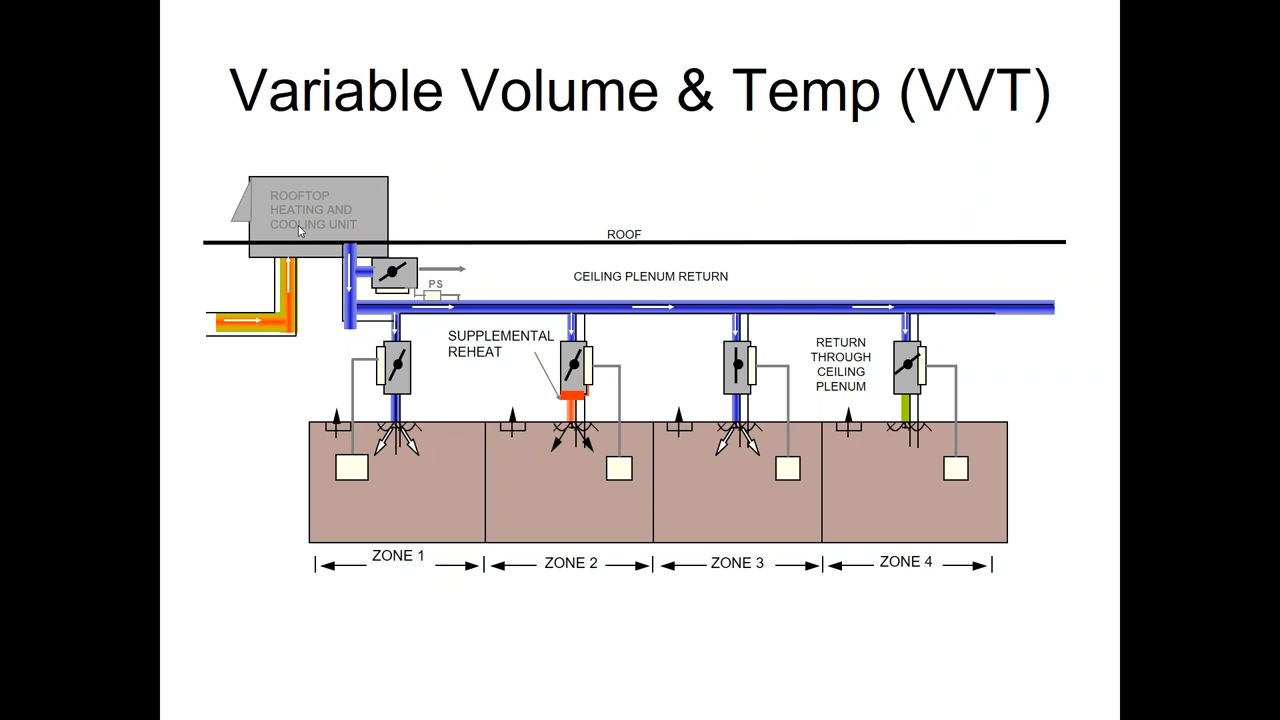 Variable Volume & Temp (VVT)
ROOFTOP
HEATING AND
COOLING UNIT
ROOF
CEILING PLENUM RETURN
PS
SUPPLEMENTAL
REHEAT
RETURN
THROUGH
CEILING
PLENUM
ZONE 1
ZONE 2
ZONE 3
ZONE 4